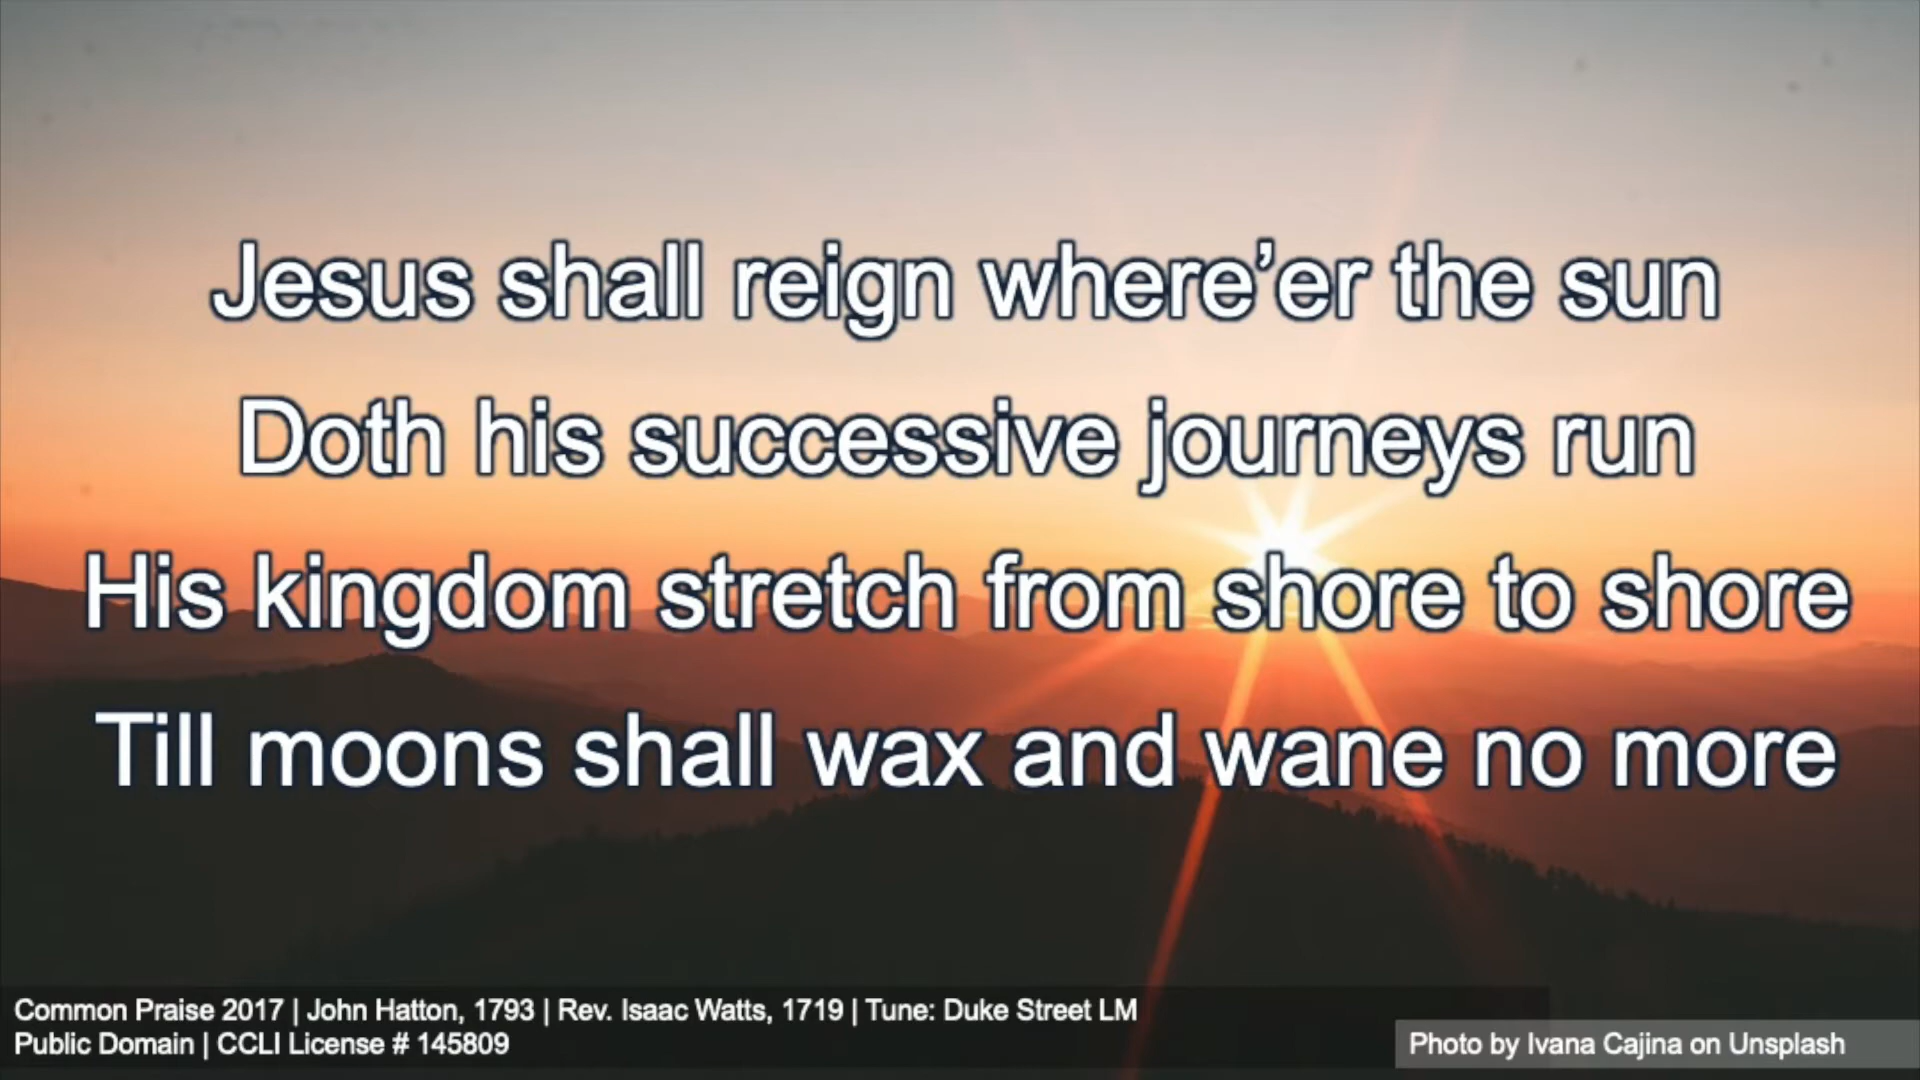 Jesus shall reign where’er the sun
Doth his successive journeys run
His kingdom stretch from shore to shore
Till moons shall wax and wane no more
Common Praise 2017 | John Hatton, 1793 | Rev. Isaac Watts, 1719 | Tune: Duke Street LM
Public Domain | CCLI License # 145809
Photo by Ivana Cajina on Unsplash